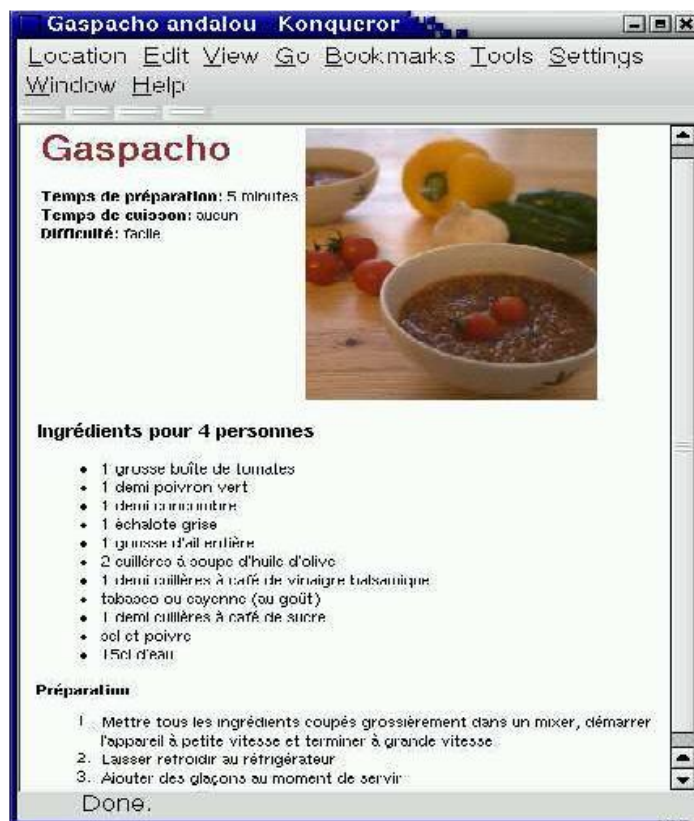 Gaspacho andalou Konqueror
Location Edit View Go Bookmarks Tools Settings
Window Help
Gaspacho
Temps de préparation: 5 minutes
Temps de cuisson: aucun
Difficulté: facile
Ingrédients pour 4 personnes
• 1 grosse boîte de tomates
• 1 demi poivron vert
• 1 demi concombre
• 1 échalote grise
• 1 gousse d'ail entière
• 2 cuillères à soupe d'huile d'olive
• 1 demi cuillères à café de vinaigre balsamique
• tabasco ou cayenne (au goût)
• 1 demi cuillères à café de sucre
• sel et poivre
• 15cl d'eau
Préparation
1. Mettre tous les ingrédients coupés grossièrement dans un mixer, démarrer
l'appareil à petite vitesse et terminer à grande vitesse
2. Laisser refroidir au réfrigérateur
3. Ajouter des glaçons au moment de servir
Done.